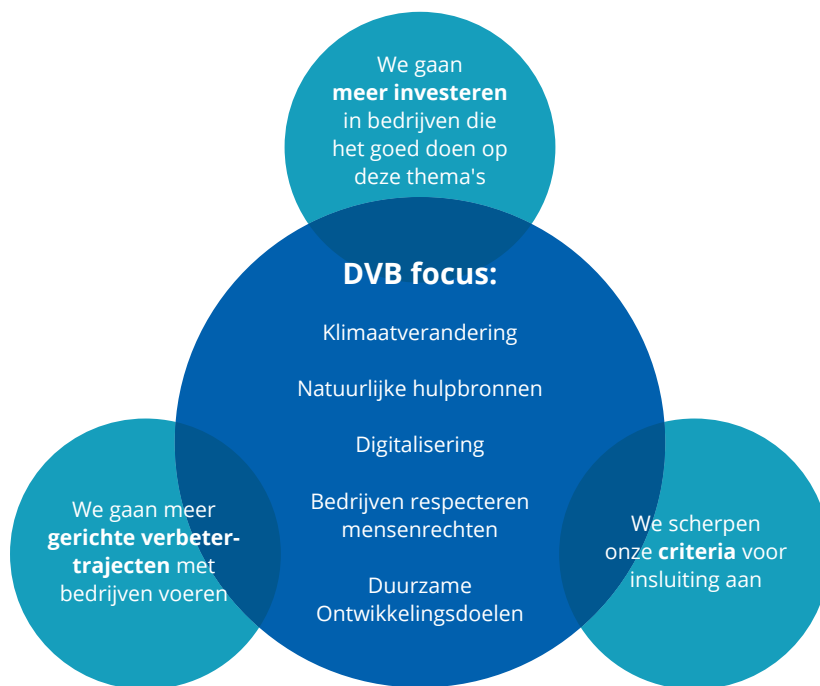 We gaan
meer investeren
in bedrijven die
het goed doen op
deze thema's
DVB focus:
Klimaatverandering
Natuurlijke hulpbronnen
Digitalisering
Bedrijven respecteren
mensenrechten
Duurzame
Ontwikkelingsdoelen
We gaan meer
gerichte verbeter-
trajecten met
bedrijven voeren
We scherpen
onze criteria voor
insluiting aan